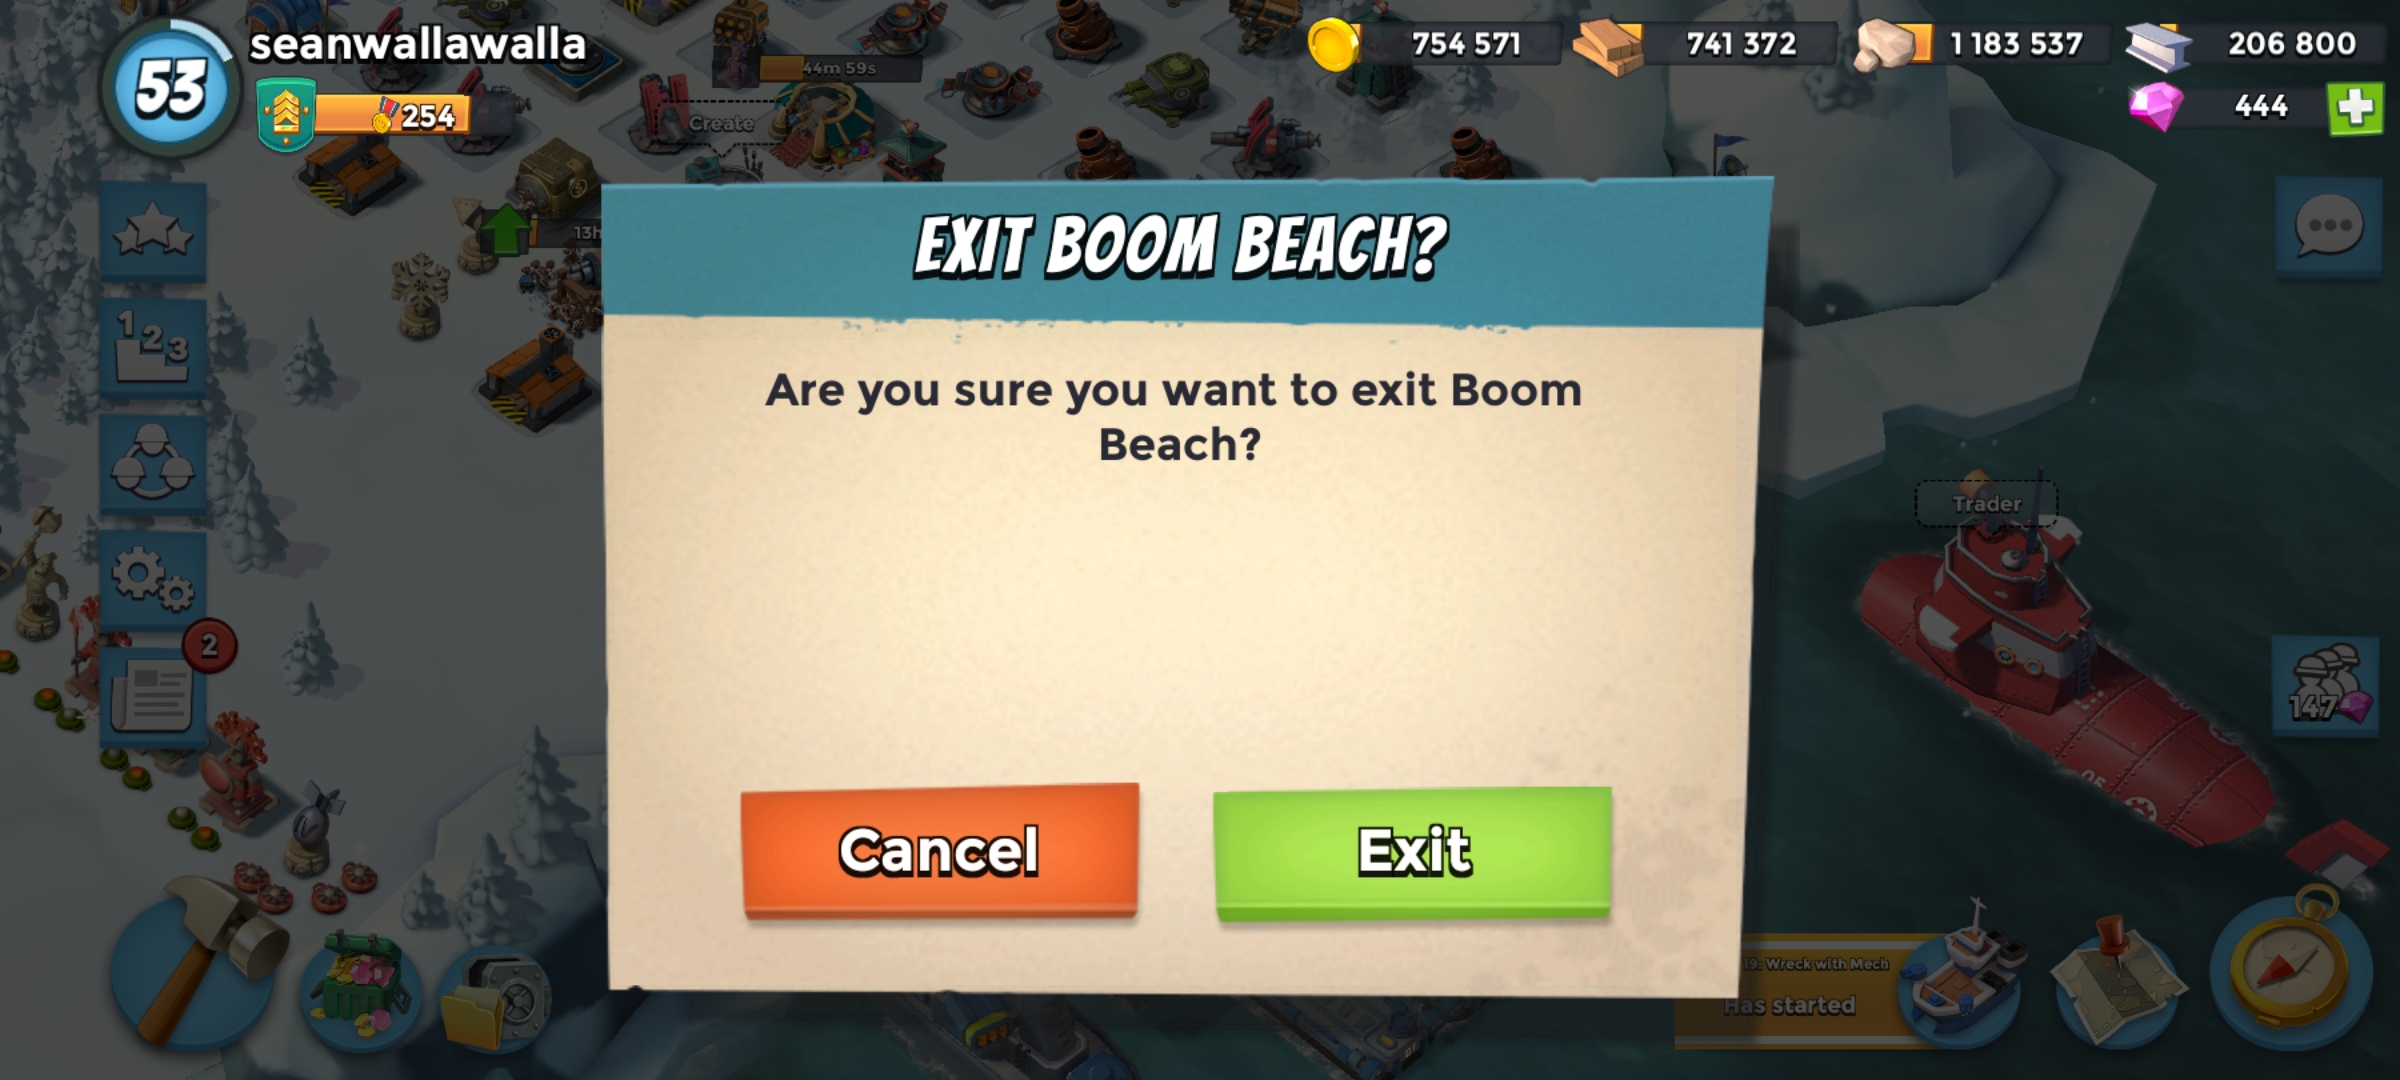 53
seanwallawalla
254
754 571
741 372
1 183 537
206 800
444
44m 59s
Create
13h
EXIT BOOM BEACH?
Are you sure you want to exit Boom
Beach?
Cancel
Exit
1 2 3
2
Trader
147
19: Wreck with Mech
Has started